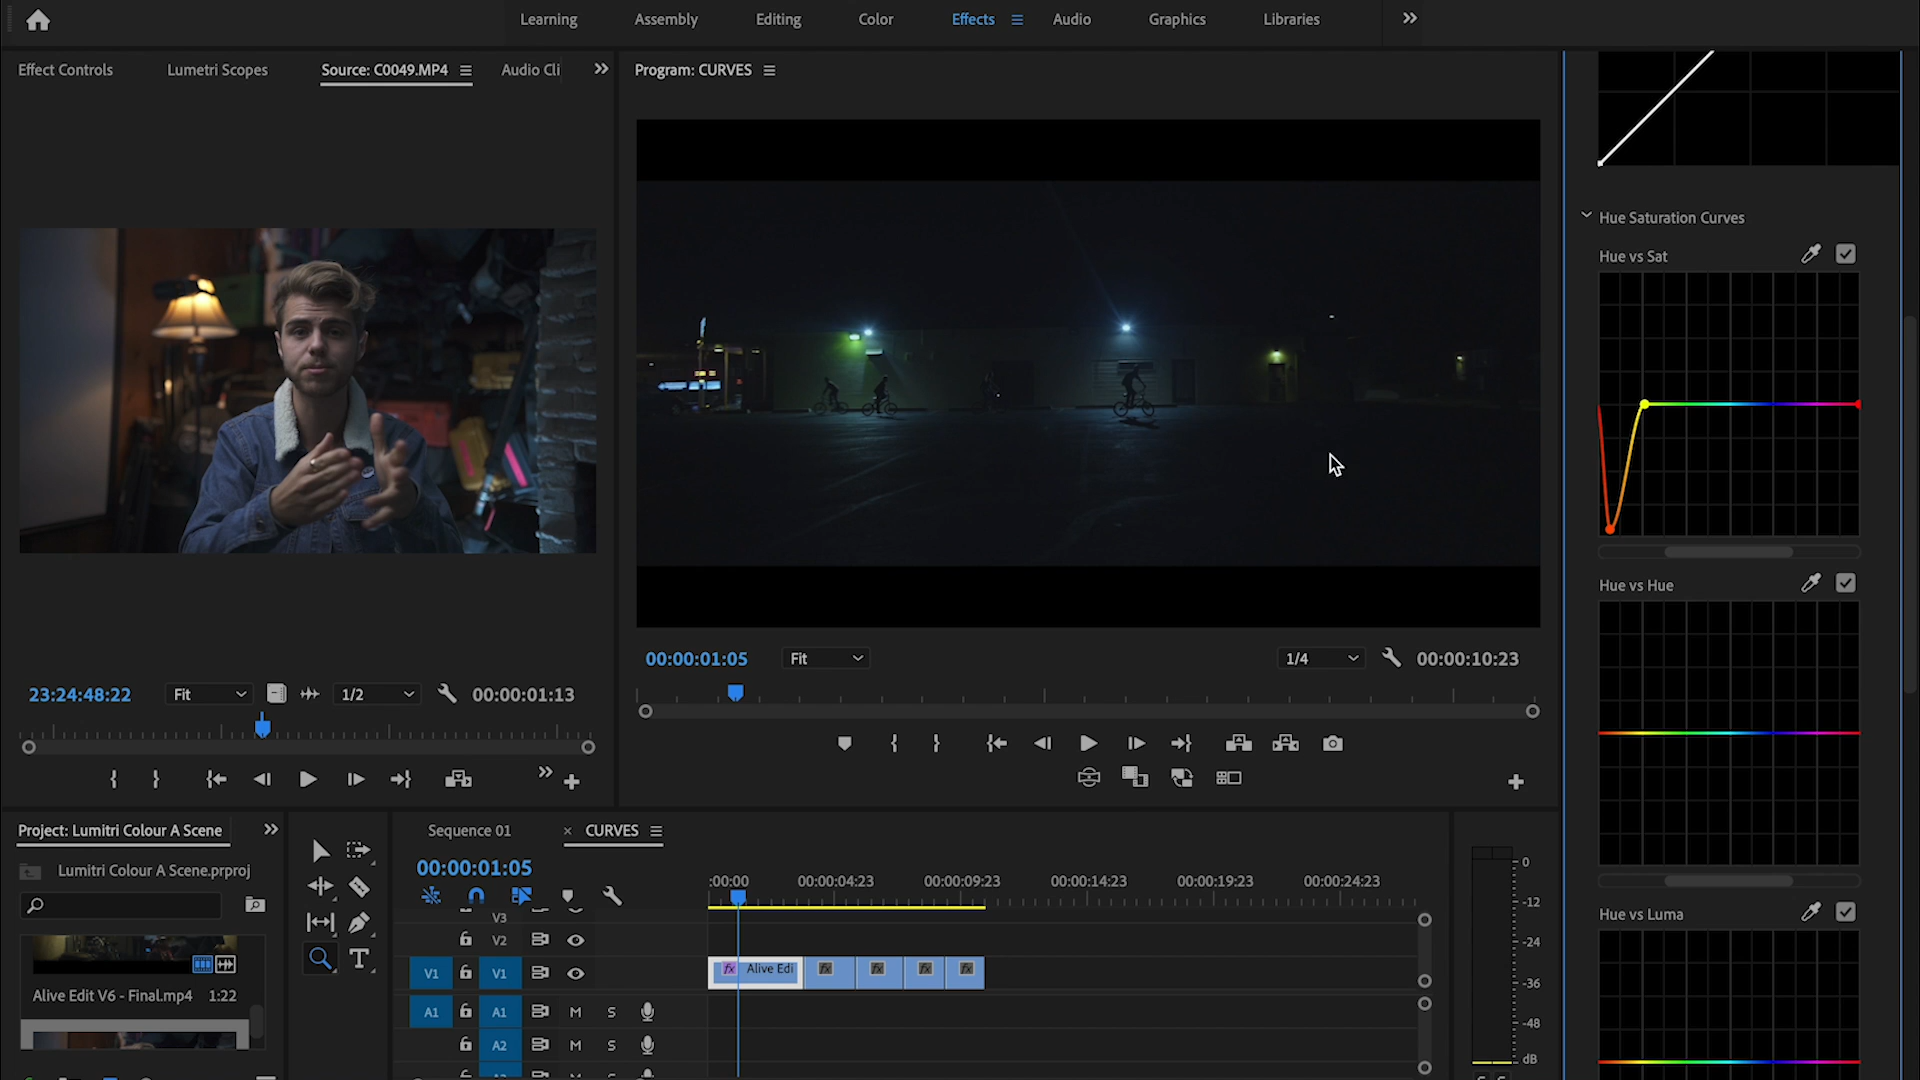 Learning Assembly Editing Color Effects Audio Graphics Libraries
Effect Controls Lumetri Scopes Source: C0049.MP4 Audio Cli
Program: CURVES
Hue Saturation Curves
Hue vs Sat
Hue vs Hue
Hue vs Luma
00:00:01:05 Fit 1/4 00:00:10:23
23:24:48:22 Fit 1/2 00:00:01:13
Project: Lumitri Colour A Scene
Lumitri Colour A Scene.prproj
Alive Edit V6 - Final.mp4 1:22
Sequence 01 × CURVES
00:00:01:05
:00:00 00:00:04:23 00:00:09:23 00:00:14:23 00:00:19:23 00:00:24:23
V3
V2
V1 V1 fx Alive Edi fx fx fx fx
A1 A1 M S
A2 M S
0
-12
-24
-36
-48
dB